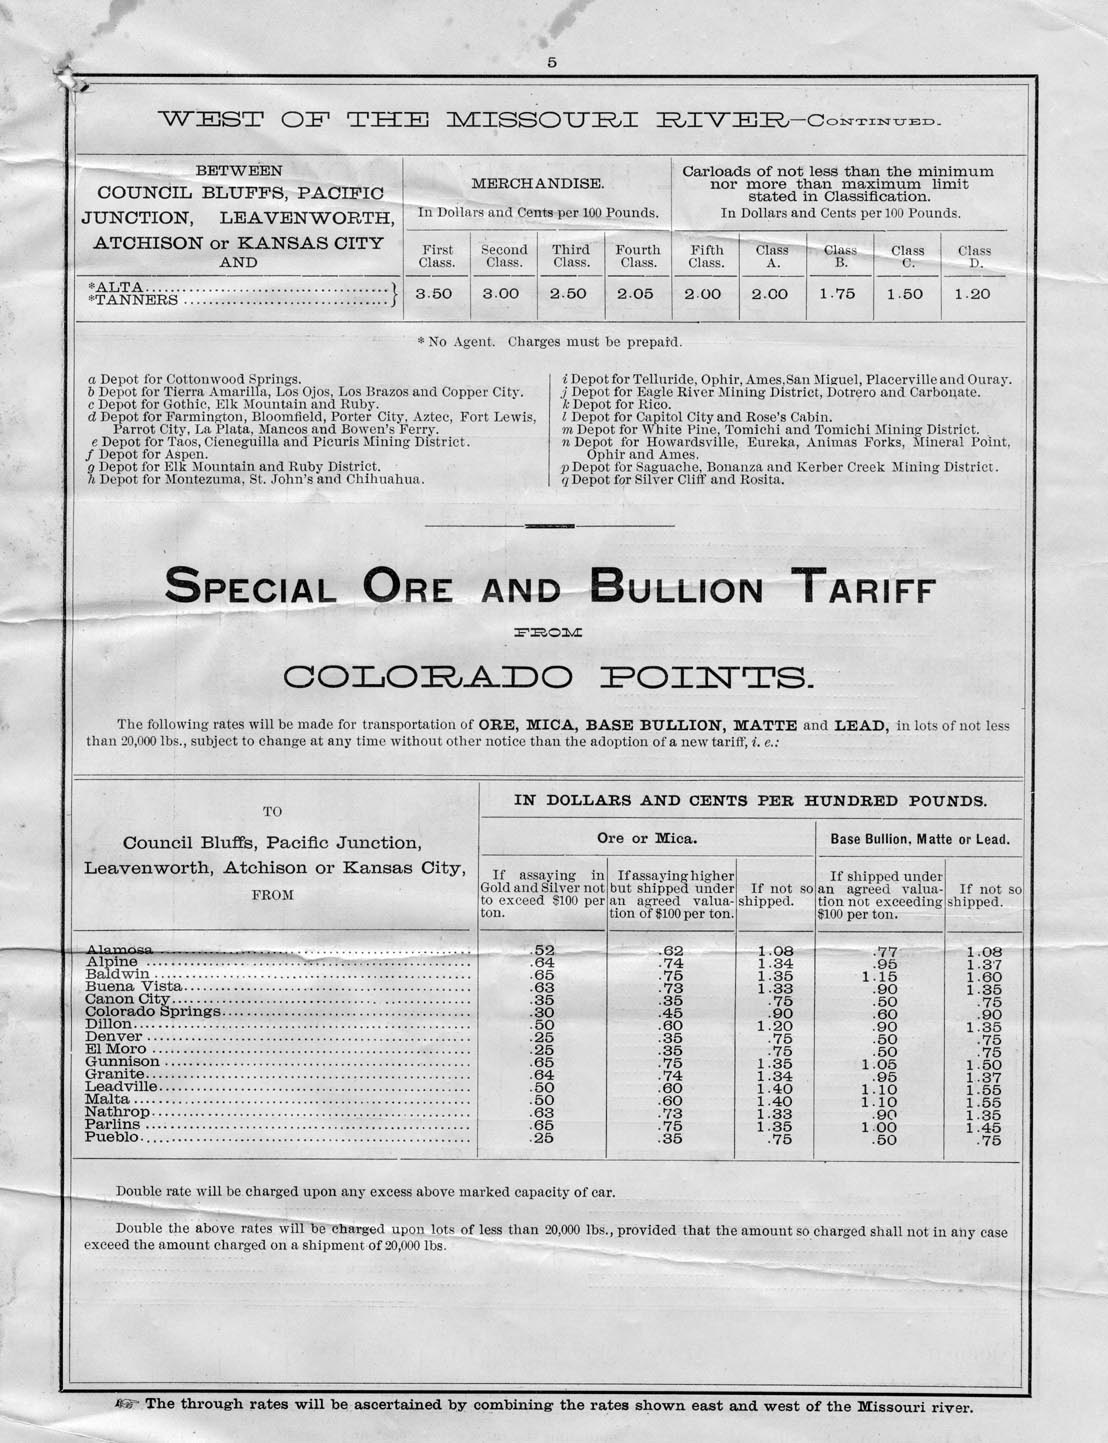 5
WEST OF THE MISSOURI RIVER—CONTINUED.
BETWEEN
COUNCIL BLUFFS, PACIFIC
JUNCTION, LEAVENWORTH,
ATCHISON or KANSAS CITY
AND
MERCHANDISE.
In Dollars and Cents per 100 Pounds.
Carloads of not less than the minimum
nor more than maximum limit
stated in Classification.
In Dollars and Cents per 100 Pounds.
First Class. Second Class. Third Class. Fourth Class. Fifth Class. Class A. Class B. Class C. Class D.
*ALTA
*TANNERS } 3.50 3.00 2.50 2.05 2.00 2.00 1.75 1.50 1.20
* No Agent. Charges must be prepaid.
a Depot for Cottonwood Springs.
b Depot for Tierra Amarilla, Los Ojos, Los Brazos and Copper City.
c Depot for Gothic, Elk Mountain and Ruby.
d Depot for Farmington, Bloomfield, Porter City, Aztec, Fort Lewis,
Parrot City, La Plata, Mancos and Bowen's Ferry.
e Depot for Taos, Cieneguilla and Picuris Mining District.
f Depot for Aspen.
g Depot for Elk Mountain and Ruby District.
h Depot for Montezuma, St. John's and Chihuahua.
i Depot for Telluride, Ophir, Ames, San Miguel, Placerville and Ouray.
j Depot for Eagle River Mining District, Dotrero and Carbonate.
k Depot for Rico.
l Depot for Capitol City and Rose's Cabin.
m Depot for White Pine, Tomichi and Tomichi Mining District.
n Depot for Howardsville, Eureka, Animas Forks, Mineral Point,
Ophir and Ames.
p Depot for Saguache, Bonanza and Kerber Creek Mining District.
q Depot for Silver Cliff and Rosita.
SPECIAL ORE AND BULLION TARIFF
FROM
COLORADO POINTS.
The following rates will be made for transportation of ORE, MICA, BASE BULLION, MATTE and LEAD, in lots of not less
than 20,000 lbs., subject to change at any time without other notice than the adoption of a new tariff, i. e.:
TO
Council Bluffs, Pacific Junction,
Leavenworth, Atchison or Kansas City,
FROM
IN DOLLARS AND CENTS PER HUNDRED POUNDS.
Ore or Mica. Base Bullion, Matte or Lead.
If assaying in
Gold and Silver not
to exceed $100 per
ton.
If assaying higher
but shipped under
an agreed valua-
tion of $100 per ton.
If not so
shipped.
If shipped under
an agreed valua-
tion not exceeding
$100 per ton.
If not so
shipped.
Alamosa .52 .62 1.08 .77 1.08
Alpine .64 .74 1.34 .95 1.37
Baldwin .65 .75 1.35 1.15 1.60
Buena Vista .63 .73 1.33 .90 1.35
Canon City .35 .35 .75 .50 .75
Colorado Springs .30 .45 .90 .60 .90
Dillon .50 .60 1.20 .90 1.35
Denver .25 .35 .75 .50 .75
El Moro .25 .35 .75 .50 .75
Gunnison .65 .75 1.35 1.05 1.50
Granite .64 .74 1.34 .95 1.37
Leadville .50 .60 1.40 1.10 1.55
Malta .50 .60 1.40 1.10 1.55
Nathrop .63 .73 1.33 .90 1.35
Parlins .65 .75 1.35 1.00 1.45
Pueblo .25 .35 .75 .50 .75
Double rate will be charged upon any excess above marked capacity of car.
Double the above rates will be charged upon lots of less than 20,000 lbs., provided that the amount so charged shall not in any case
exceed the amount charged on a shipment of 20,000 lbs.
☞ The through rates will be ascertained by combining the rates shown east and west of the Missouri river.